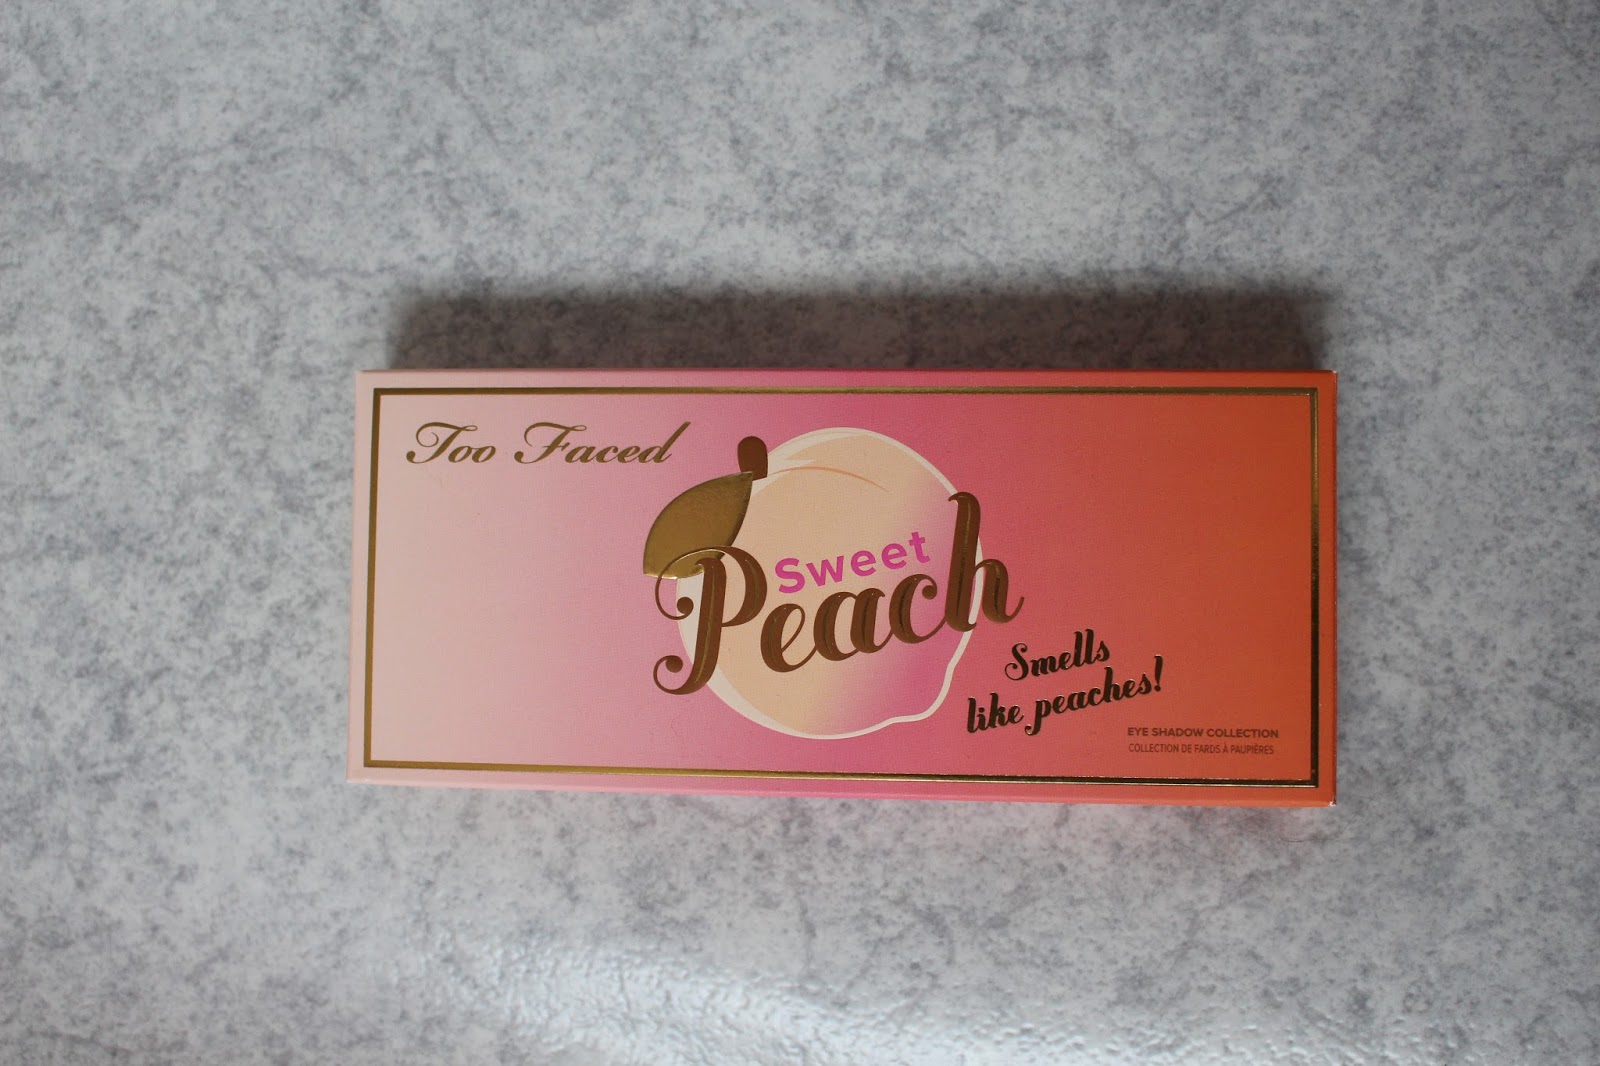 Too Faced
Sweet
Peach
Smells
like peaches!
EYE SHADOW COLLECTION
COLLECTION DE FARDS À PAUPIÈRES